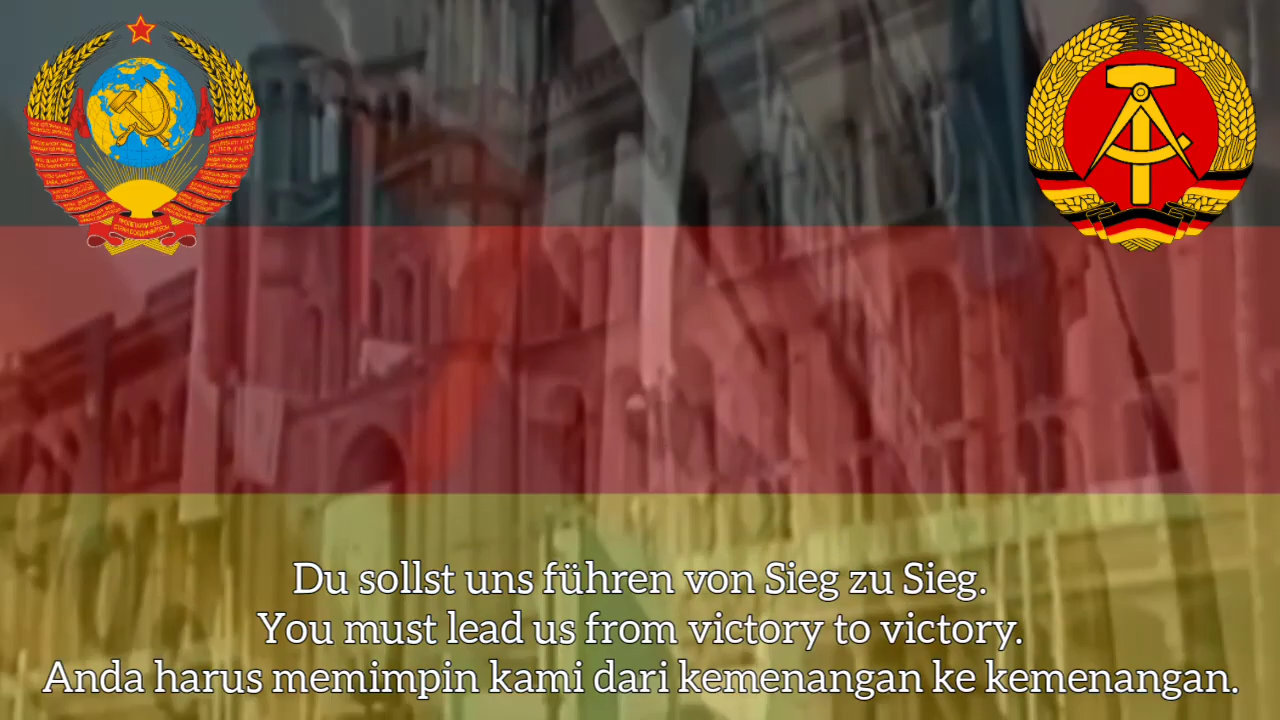 Du sollst uns führen von Sieg zu Sieg.
You must lead us from victory to victory.
Anda harus memimpin kami dari kemenangan ke kemenangan.